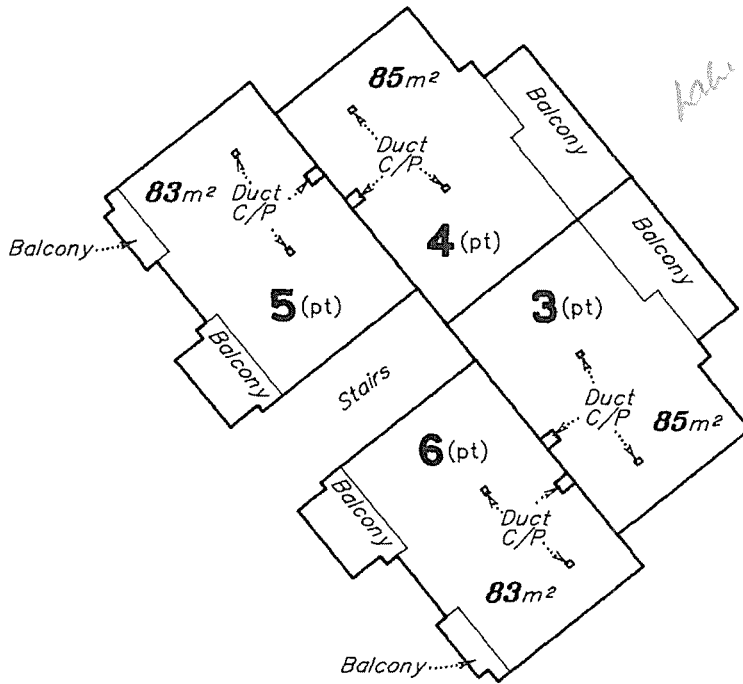 85m²
Balcony
Duct
C/P
83m²
Duct
C/P
4(pt)
Balcony
Balcony
5(pt)
3(pt)
Balcony
Stairs
Duct
C/P
85m²
6(pt)
Balcony
Duct
C/P
83m²
Balcony